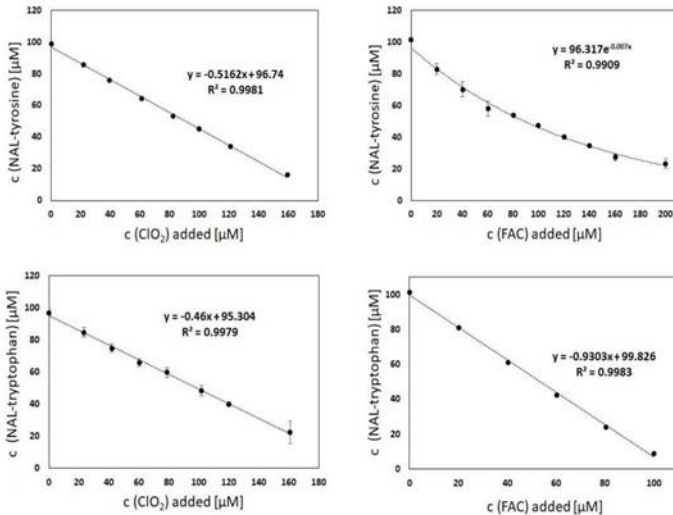 120
100
80
60
40
20
0
c (NAL-tyrosine) [µM]
y = -0.5162x + 96.74
R² = 0.9981
0 20 40 60 80 100 120 140 160 180
c (ClO₂) added [µM]
120
100
80
60
40
20
0
c (NAL-tyrosine) [µM]
y = 96.317e^-0.007x
R² = 0.9909
0 20 40 60 80 100 120 140 160 180 200
c (FAC) added [µM]
120
100
80
60
40
20
0
c (NAL-tryptophan) [µM]
y = -0.46x + 95.304
R² = 0.9979
0 20 40 60 80 100 120 140 160 180
c (ClO₂) added [µM]
120
100
80
60
40
20
0
c (NAL-tryptophan) [µM]
y = -0.9303x + 99.826
R² = 0.9983
0 20 40 60 80 100
c (FAC) added [µM]